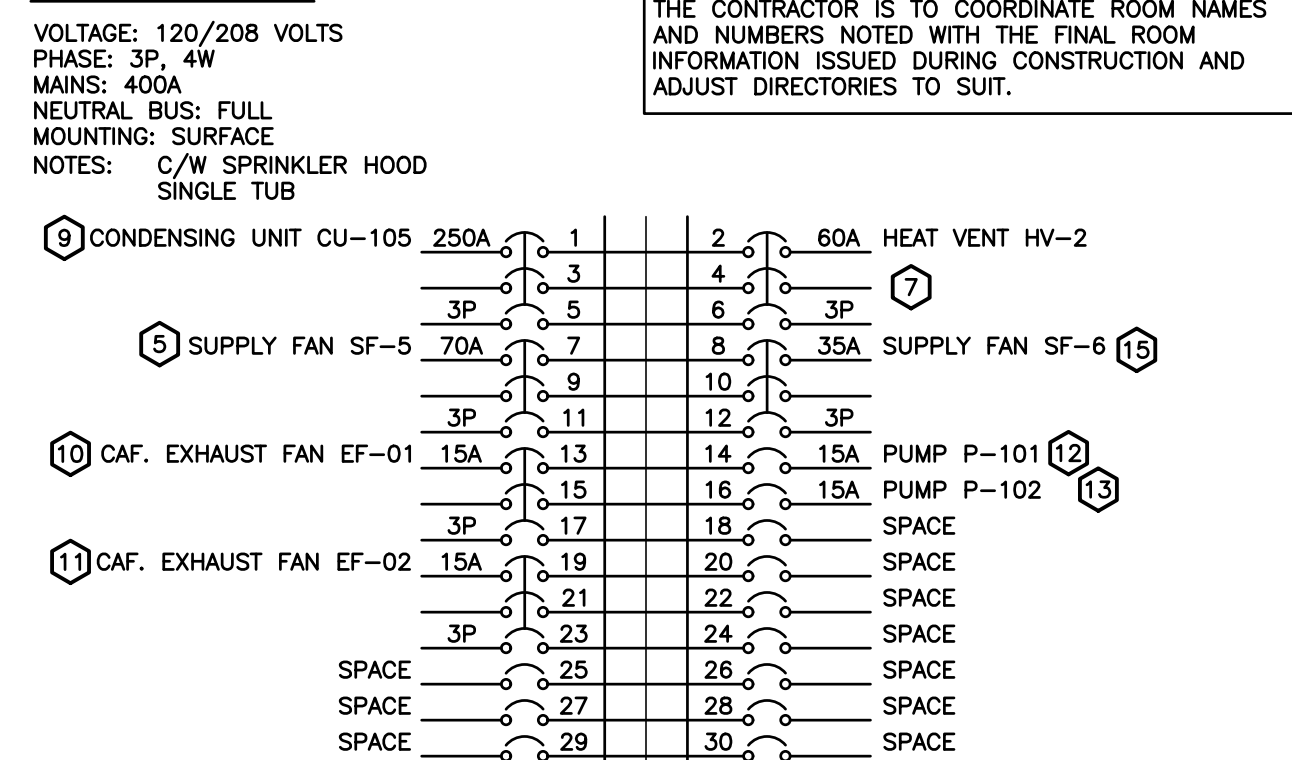 VOLTAGE: 120/208 VOLTS
PHASE: 3P, 4W
MAINS: 400A
NEUTRAL BUS: FULL
MOUNTING: SURFACE
NOTES: C/W SPRINKLER HOOD
SINGLE TUB
THE CONTRACTOR IS TO COORDINATE ROOM NAMES
AND NUMBERS NOTED WITH THE FINAL ROOM
INFORMATION ISSUED DURING CONSTRUCTION AND
ADJUST DIRECTORIES TO SUIT.
9 CONDENSING UNIT CU-105 250A 1 2 60A HEAT VENT HV-2
3 4 7
3P 5 6 3P
5 SUPPLY FAN SF-5 70A 7 8 35A SUPPLY FAN SF-6 15
9 10
3P 11 12 3P
10 CAF. EXHAUST FAN EF-01 15A 13 14 15A PUMP P-101 12
15 16 15A PUMP P-102 13
3P 17 18 SPACE
11 CAF. EXHAUST FAN EF-02 15A 19 20 SPACE
21 22 SPACE
3P 23 24 SPACE
SPACE 25 26 SPACE
SPACE 27 28 SPACE
SPACE 29 30 SPACE